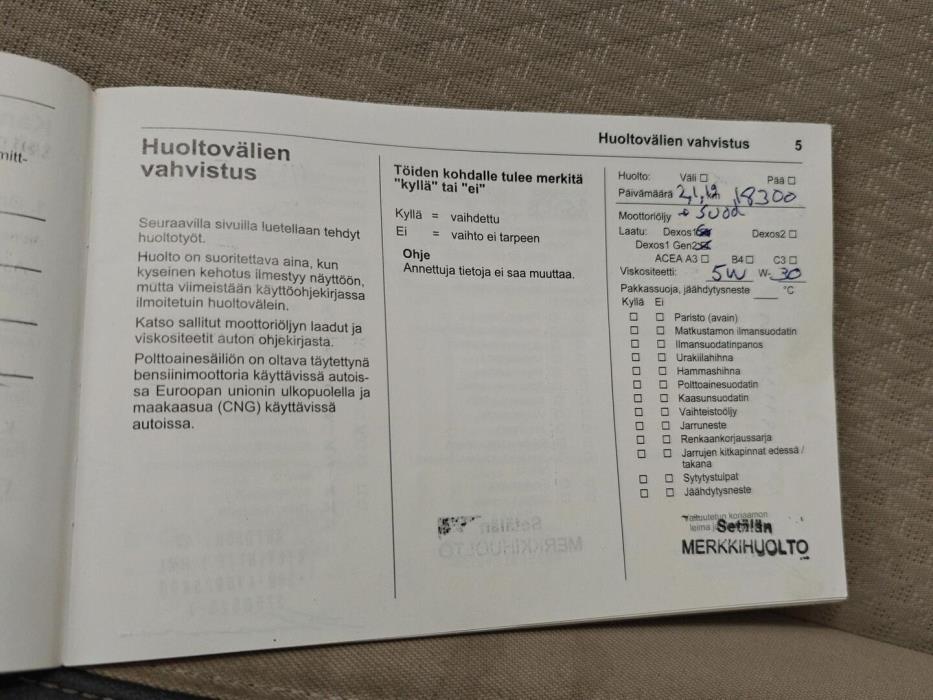 mitt-
Huoltovälien vahvistus 5
Huoltovälien
vahvistus
Seuraavilla sivuilla luetellaan tehdyt
huoltotyöt.
Huolto on suoritettava aina, kun
kyseinen kehotus ilmestyy näyttöön,
mutta viimeistään käyttöohjekirjassa
ilmoitetuin huoltovälein.
Katso sallitut moottoriöljyn laadut ja
viskositeetit auton ohjekirjasta.
Polttoainesäiliön on oltava täytettynä
bensiinimoottoria käyttävissä autois-
sa Euroopan unionin ulkopuolella ja
maakaasua (CNG) käyttävissä
autoissa.
Töiden kohdalle tulee merkitä
"kyllä" tai "ei"
Kyllä = vaihdettu
Ei = vaihto ei tarpeen
Ohje
Annettuja tietoja ei saa muuttaa.
Huolto: Väli Pää
Päivämäärä km 18300
Moottoriöljy
Laatu: Dexos1 Dexos2
Dexos1 Gen2
ACEA A3 B4 C3
Viskositeetti: 5W W- 30
Pakkassuoja, jäähdytysneste °C
Kyllä Ei
Paristo (avain)
Matkustamon ilmansuodatin
Ilmansuodatinpanos
Urakiilahihna
Hammashihna
Polttoainesuodatin
Kaasunsuodatin
Vaihteistoöljy
Jarruneste
Renkaankorjaussarja
Jarrujen kitkapinnat edessä /
takana
Sytytystulpat
Jäähdytysneste
Valtuutetun korjaamon
leima Setälän
MERKKIHUOLTO